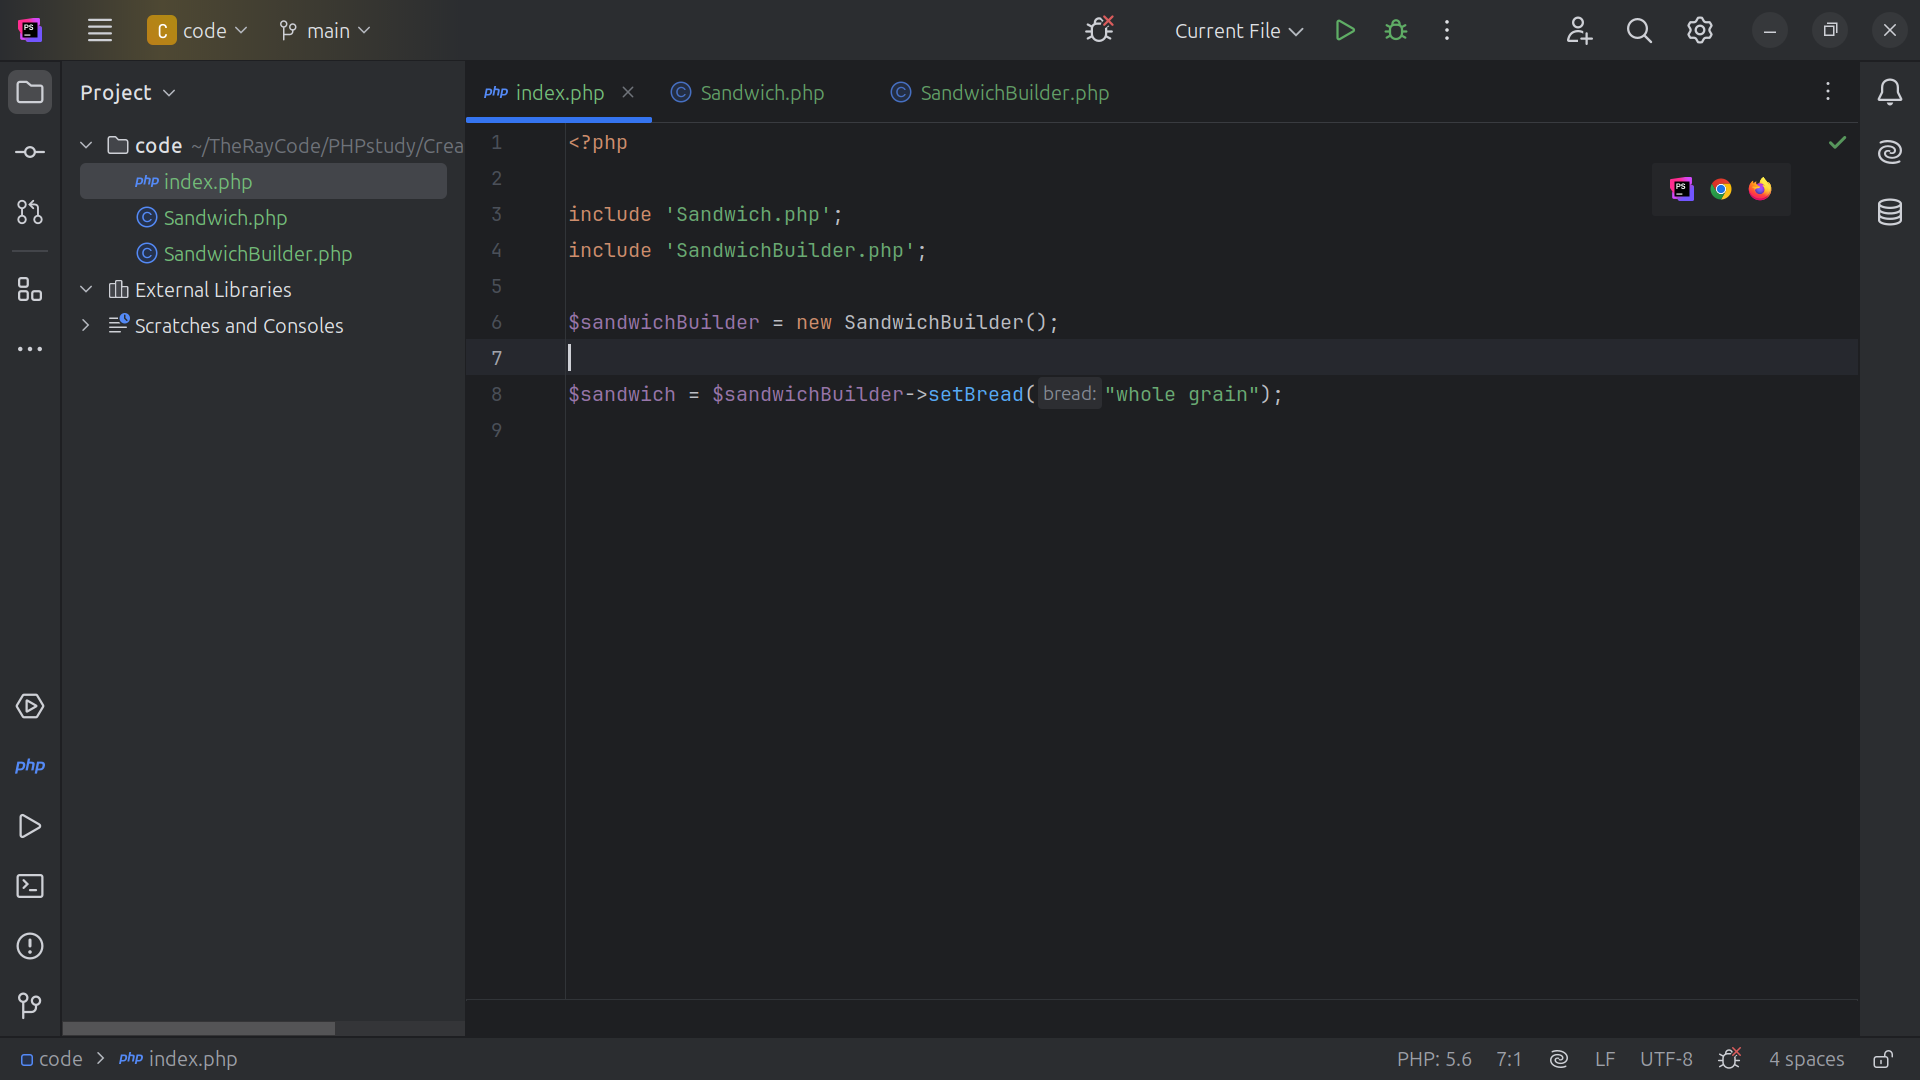 PS
C code main Current File
Project
code ~/TheRayCode/PHPstudy/Crea
php index.php
C Sandwich.php
C SandwichBuilder.php
External Libraries
Scratches and Consoles
php
php index.php
C Sandwich.php
C SandwichBuilder.php
1 <?php
2
3 include 'Sandwich.php';
4 include 'SandwichBuilder.php';
5
6 $sandwichBuilder = new SandwichBuilder();
7
8 $sandwich = $sandwichBuilder->setBread( bread: "whole grain");
9
PS
code > php index.php
PHP: 5.6 7:1 LF UTF-8 4 spaces